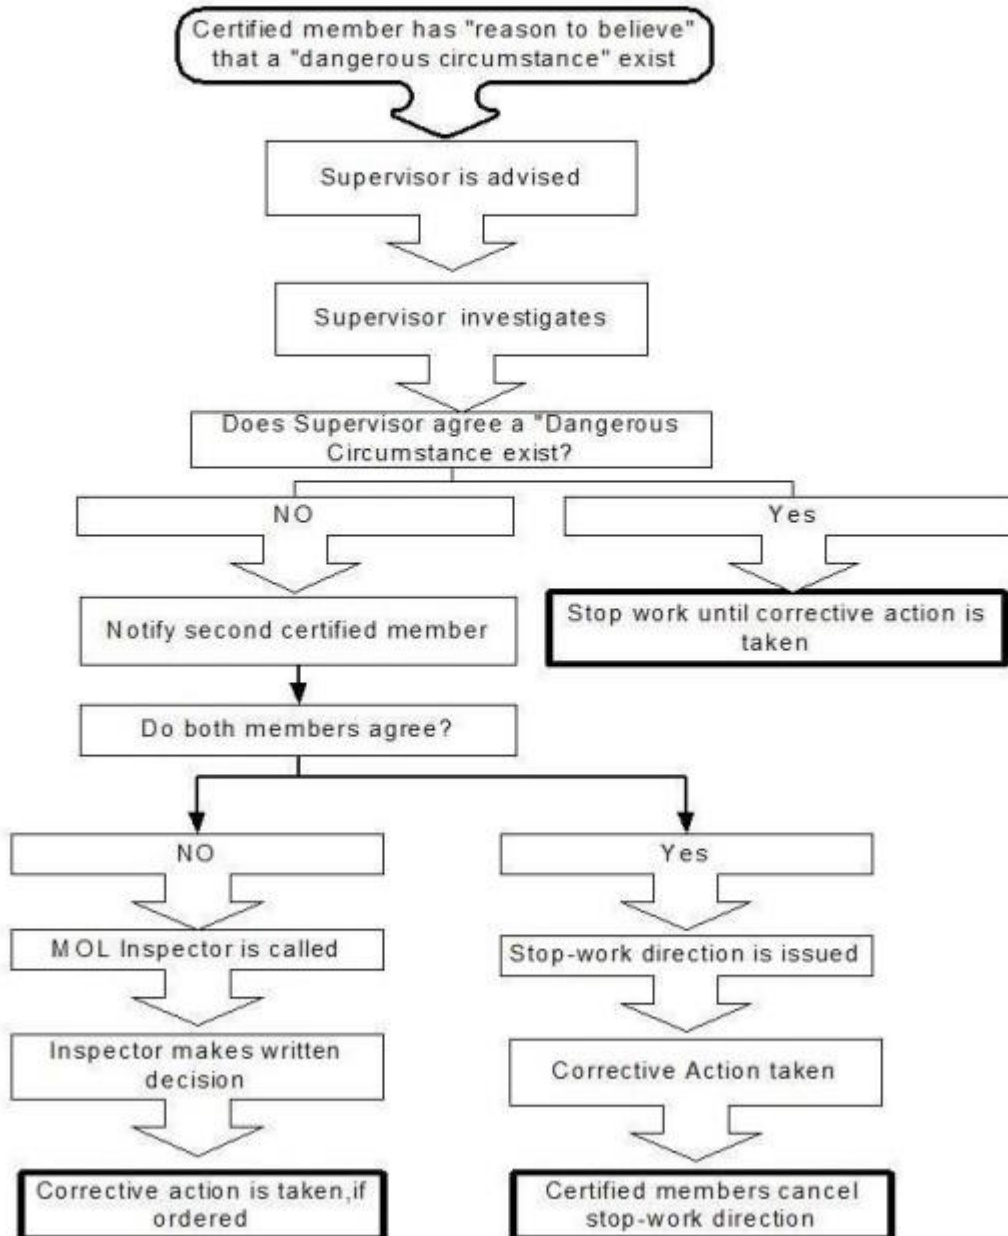 Certified member has "reason to believe"
that a "dangerous circumstance" exist
Supervisor is advised
Supervisor investigates
Does Supervisor agree a "Dangerous
Circumstance exist?
NO
Yes
Notify second certified member
Stop work until corrective action is
taken
Do both members agree?
NO
Yes
MOL Inspector is called
Stop-work direction is issued
Inspector makes written
decision
Corrective Action taken
Corrective action is taken,if
ordered
Certified members cancel
stop-work direction